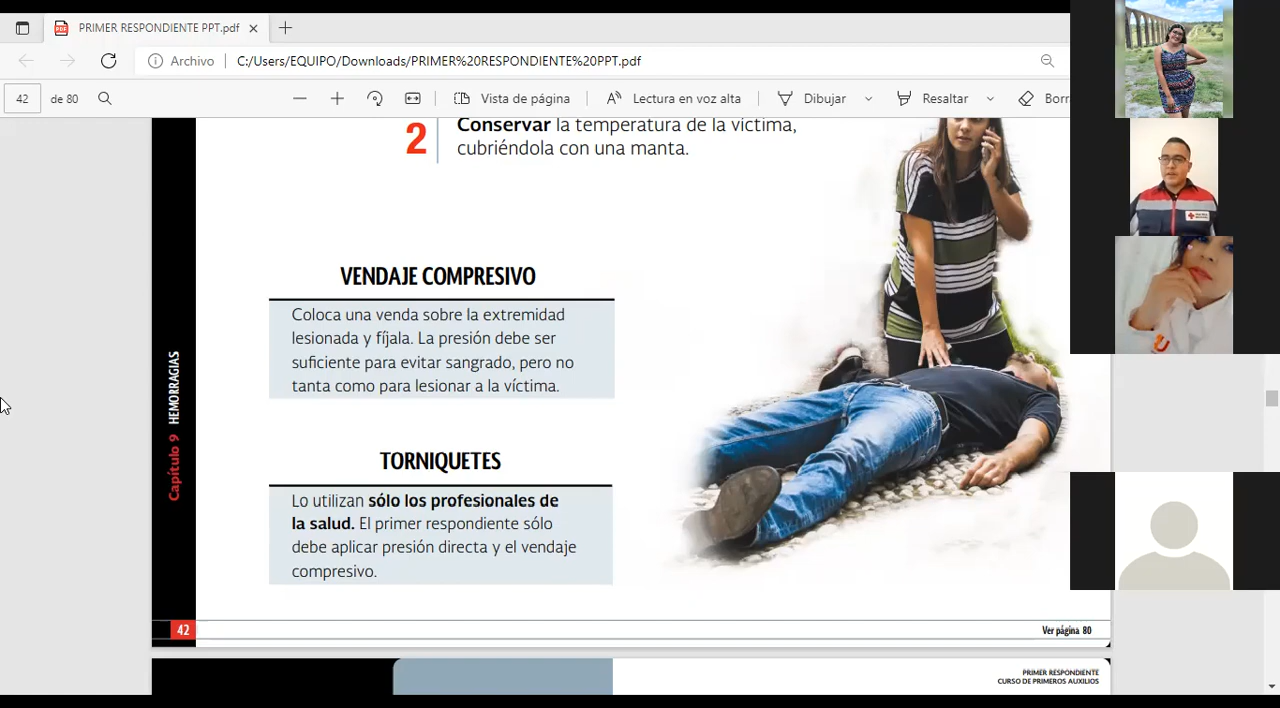 PRIMER RESPONDIENTE PPT.pdf
Archivo
C:/Users/EQUIPO/Downloads/PRIMER%20RESPONDIENTE%20PPT.pdf
42 de 80
Vista de página
Lectura en voz alta
Dibujar
Resaltar
Borr
2 Conservar la temperatura de la víctima,
cubriéndola con una manta.
VENDAJE COMPRESIVO
Coloca una venda sobre la extremidad
lesionada y fíjala. La presión debe ser
suficiente para evitar sangrado, pero no
tanta como para lesionar a la víctima.
TORNIQUETES
Lo utilizan sólo los profesionales de
la salud. El primer respondiente sólo
debe aplicar presión directa y el vendaje
compresivo.
Capítulo 9 HEMORRAGIAS
42
Ver página 80
PRIMER RESPONDIENTE
CURSO DE PRIMEROS AUXILIOS